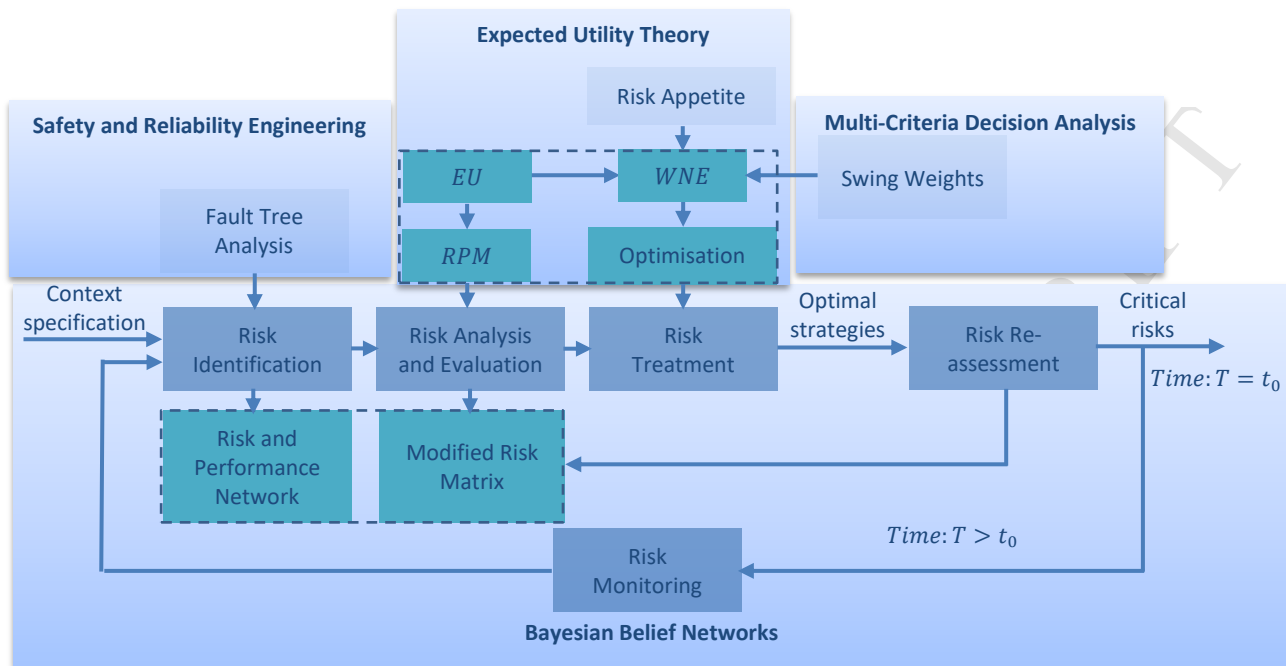 Expected Utility Theory
Risk Appetite
Safety and Reliability Engineering
Multi-Criteria Decision Analysis
EU
WNE
Swing Weights
Fault Tree
Analysis
RPM
Optimisation
Context
specification
Risk
Identification
Risk Analysis
and Evaluation
Risk
Treatment
Optimal
strategies
Risk Re-
assessment
Critical
risks
Time: T = t₀
Risk and
Performance
Network
Modified Risk
Matrix
Time: T > t₀
Risk
Monitoring
Bayesian Belief Networks